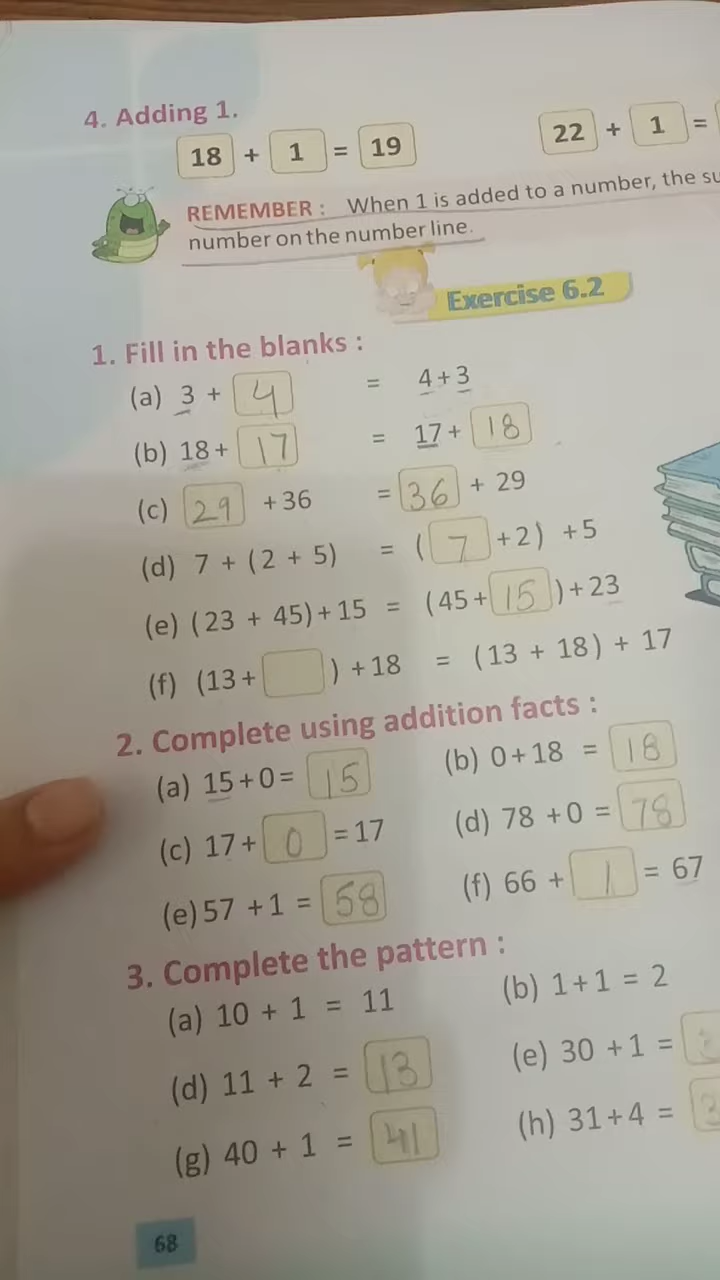 4. Adding 1.
18 + 1 = 19 22 + 1 =
REMEMBER : When 1 is added to a number, the
number on the number line.
Exercise 6.2
1. Fill in the blanks :
(a) 3 + 4 = 4 + 3
(b) 18 + 17 = 17 + 18
(c) 29 + 36 = 36 + 29
(d) 7 + (2 + 5) = (7 + 2) + 5
(e) (23 + 45) + 15 = (45 + 15) + 23
(f) (13 + ) + 18 = (13 + 18) + 17
2. Complete using addition facts :
(a) 15 + 0 = 15 (b) 0 + 18 = 18
(c) 17 + 0 = 17 (d) 78 + 0 = 78
(e) 57 + 1 = 58 (f) 66 + 1 = 67
3. Complete the pattern :
(a) 10 + 1 = 11 (b) 1 + 1 = 2
(d) 11 + 2 = 13 (e) 30 + 1 =
(g) 40 + 1 = 41 (h) 31 + 4 =
68